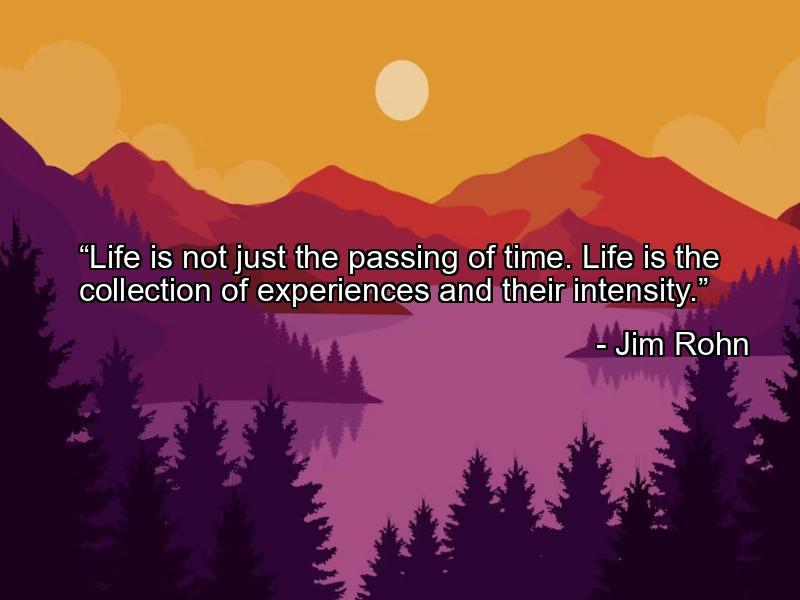 “Life is not just the passing of time. Life is the
collection of experiences and their intensity.”
- Jim Rohn